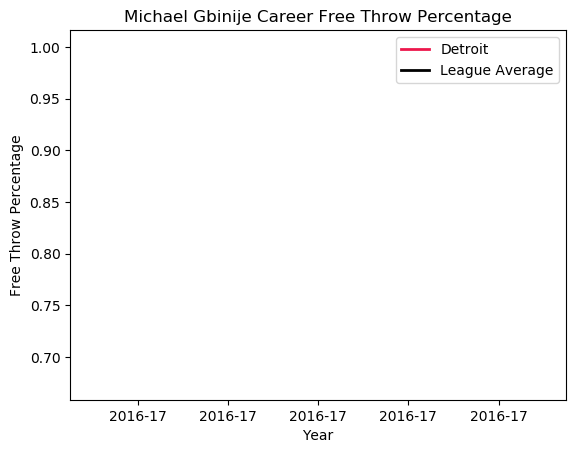 Michael Gbinije Career Free Throw Percentage
Detroit
League Average
1.00
0.95
0.90
0.85
0.80
0.75
0.70
Free Throw Percentage
2016-17 2016-17 2016-17 2016-17 2016-17
Year